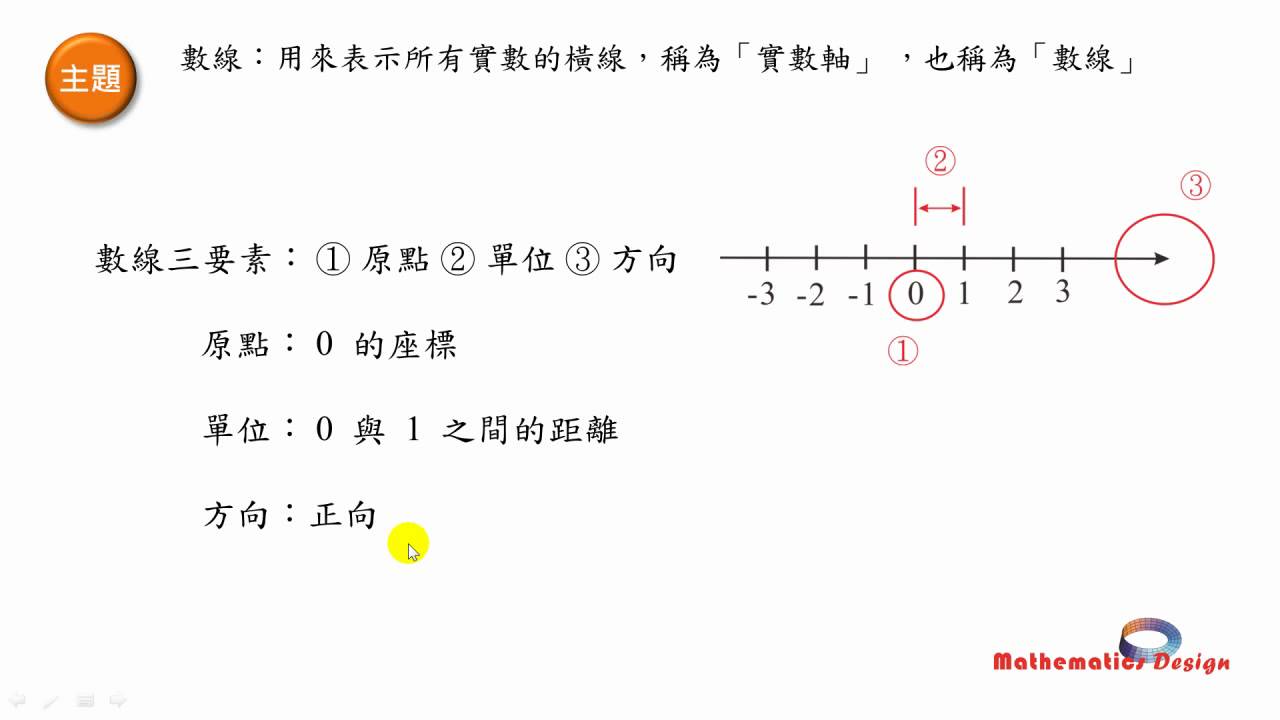 主題
數線：用來表示所有實數的橫線，稱為「實數軸」，也稱為「數線」
②
③
數線三要素：① 原點 ② 單位 ③ 方向
-3 -2 -1 0 1 2 3
①
原點： 0 的座標
單位： 0 與 1 之間的距離
方向：正向
Mathematics Design